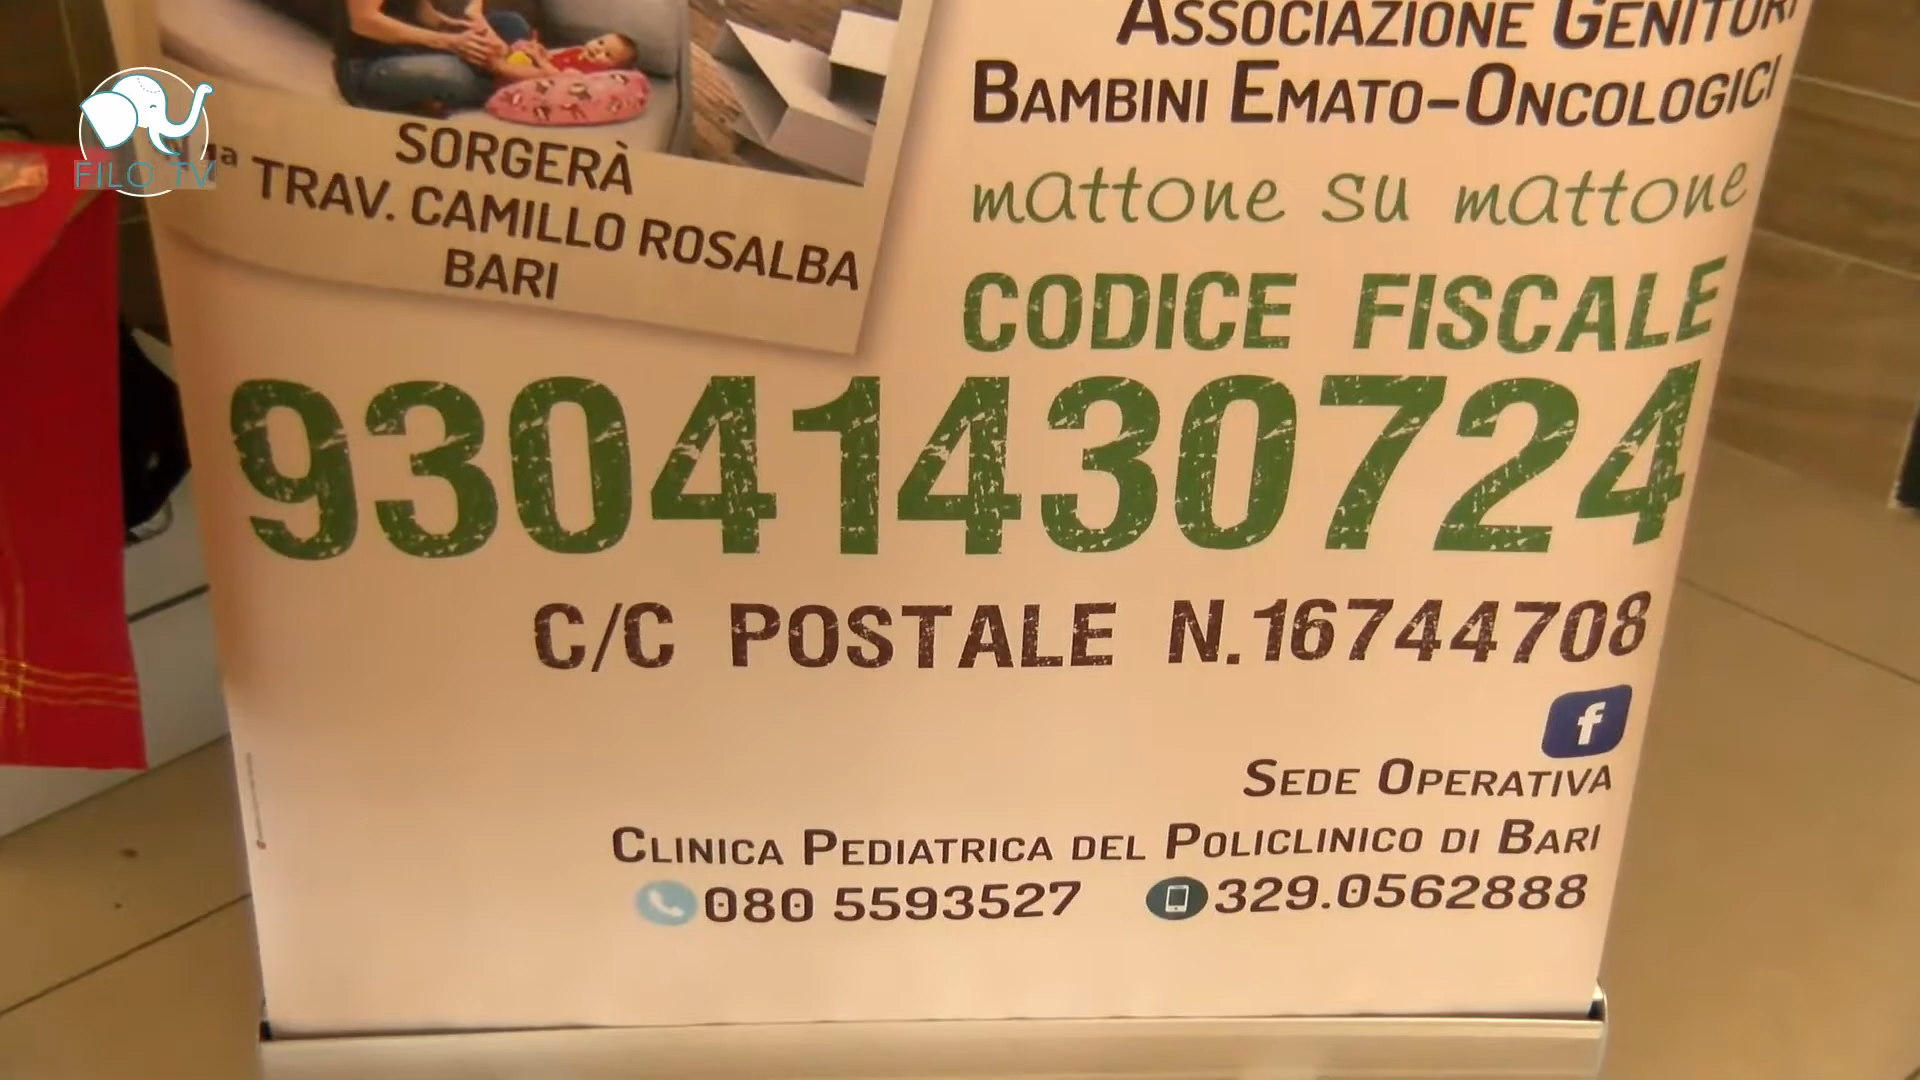 FILO TV
SORGERÀ
1ª TRAV. CAMILLO ROSALBA
BARI
ASSOCIAZIONE GENITORI
BAMBINI EMATO-ONCOLOGICI
mattone su mattone
CODICE FISCALE
93041430724
C/C POSTALE N.16744708
f
SEDE OPERATIVA
CLINICA PEDIATRICA DEL POLICLINICO DI BARI
080 5593527 329.0562888